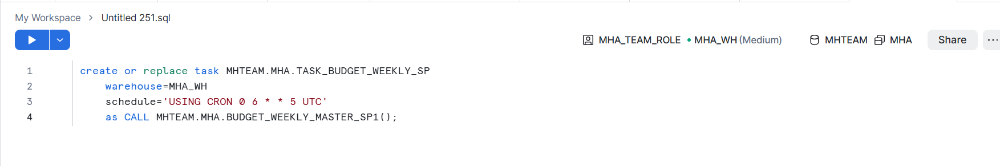 My Workspace > Untitled 251.sql
MHA_TEAM_ROLE MHA_WH (Medium) MHTEAM MHA Share ...
1 create or replace task MHTEAM.MHA.TASK_BUDGET_WEEKLY_SP
2 warehouse=MHA_WH
3 schedule='USING CRON 0 6 * * 5 UTC'
4 as CALL MHTEAM.MHA.BUDGET_WEEKLY_MASTER_SP1();